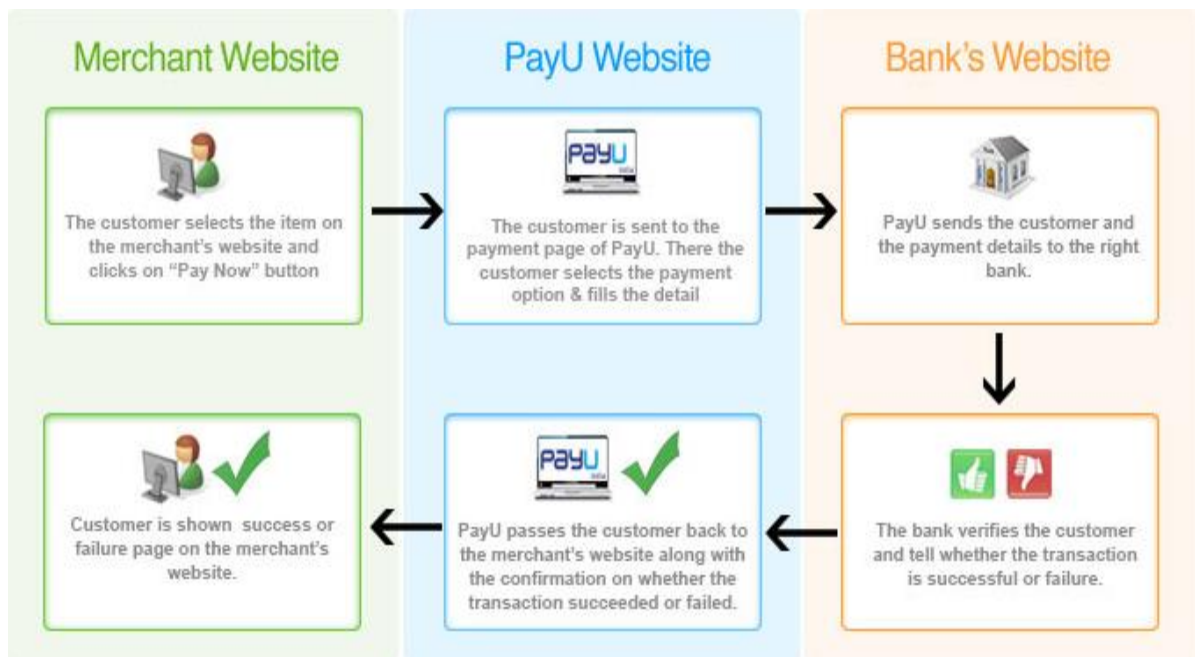 Merchant Website
PayU Website
Bank's Website
The customer selects the item on
the merchant's website and
clicks on "Pay Now" button
PayU
The customer is sent to the
payment page of PayU. There the
customer selects the payment
option & fills the detail
PayU sends the customer and
the payment details to the right
bank.
Customer is shown success or
failure page on the merchant's
website.
PayU
PayU passes the customer back to
the merchant's website along with
the confirmation on whether the
transaction succeeded or failed.
The bank verifies the customer
and tell whether the transaction
is successful or failure.